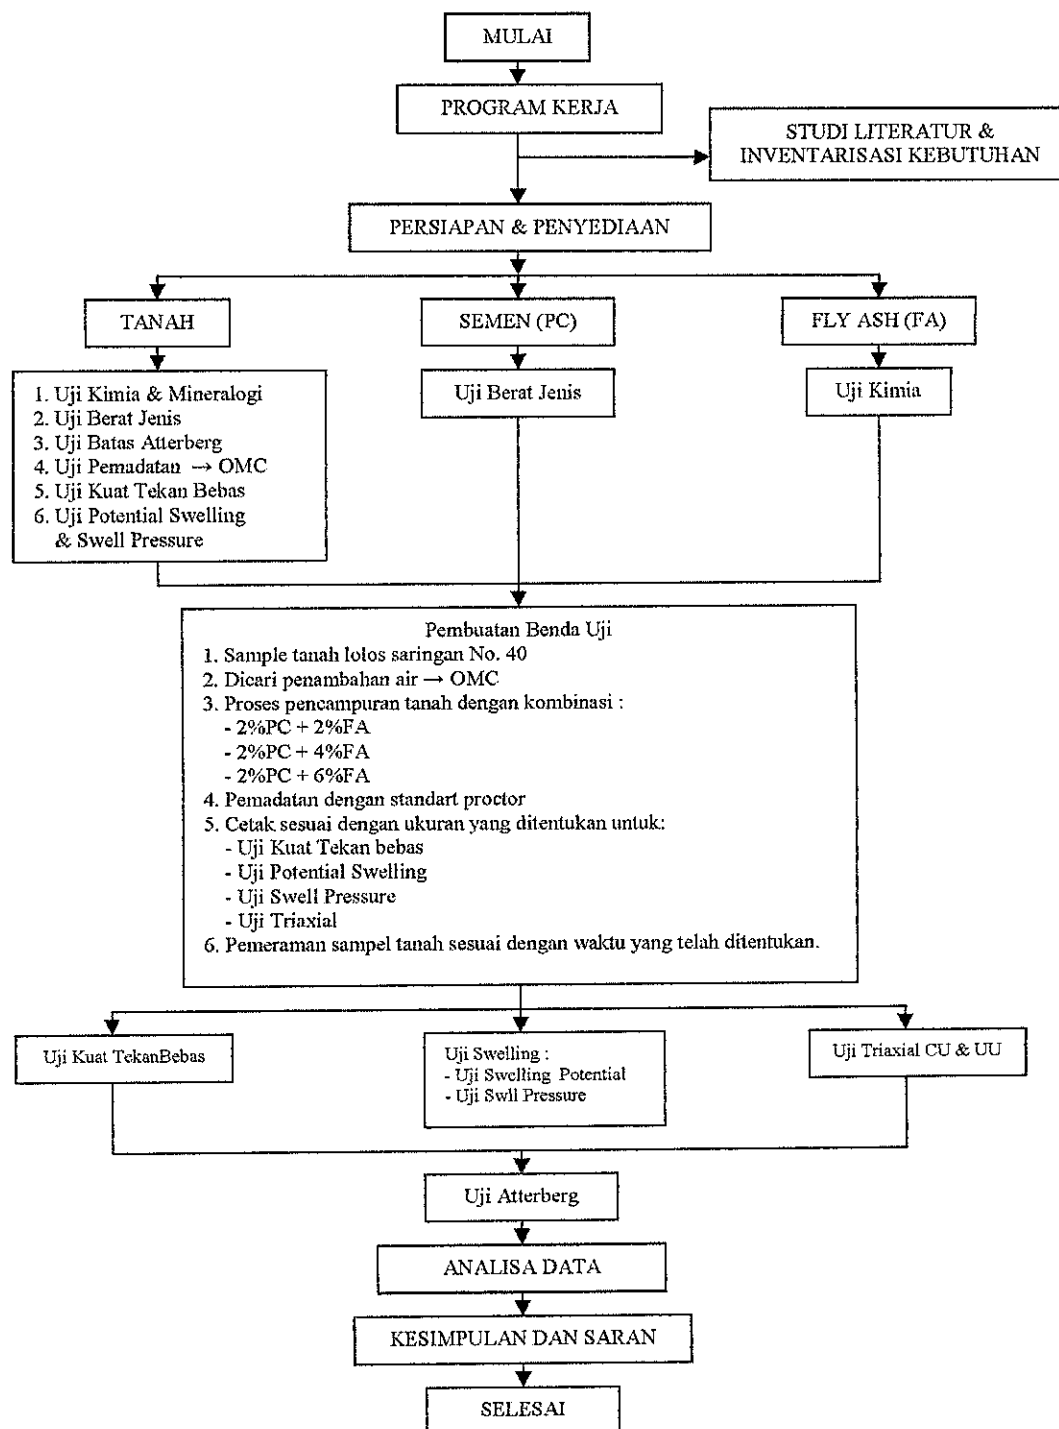 MULAI
PROGRAM KERJA
STUDI LITERATUR &
INVENTARISASI KEBUTUHAN
PERSIAPAN & PENYEDIAAN
TANAH
SEMEN (PC)
FLY ASH (FA)
1. Uji Kimia & Mineralogi
2. Uji Berat Jenis
3. Uji Batas Atterberg
4. Uji Pemadatan → OMC
5. Uji Kuat Tekan Bebas
6. Uji Potential Swelling
& Swell Pressure
Uji Berat Jenis
Uji Kimia
Pembuatan Benda Uji
1. Sample tanah lolos saringan No. 40
2. Dicari penambahan air → OMC
3. Proses pencampuran tanah dengan kombinasi :
- 2%PC + 2%FA
- 2%PC + 4%FA
- 2%PC + 6%FA
4. Pemadatan dengan standart proctor
5. Cetak sesuai dengan ukuran yang ditentukan untuk:
- Uji Kuat Tekan bebas
- Uji Potential Swelling
- Uji Swell Pressure
- Uji Triaxial
6. Pemeraman sampel tanah sesuai dengan waktu yang telah ditentukan.
Uji Kuat TekanBebas
Uji Swelling :
- Uji Swelling Potential
- Uji Swll Pressure
Uji Triaxial CU & UU
Uji Atterberg
ANALISA DATA
KESIMPULAN DAN SARAN
SELESAI